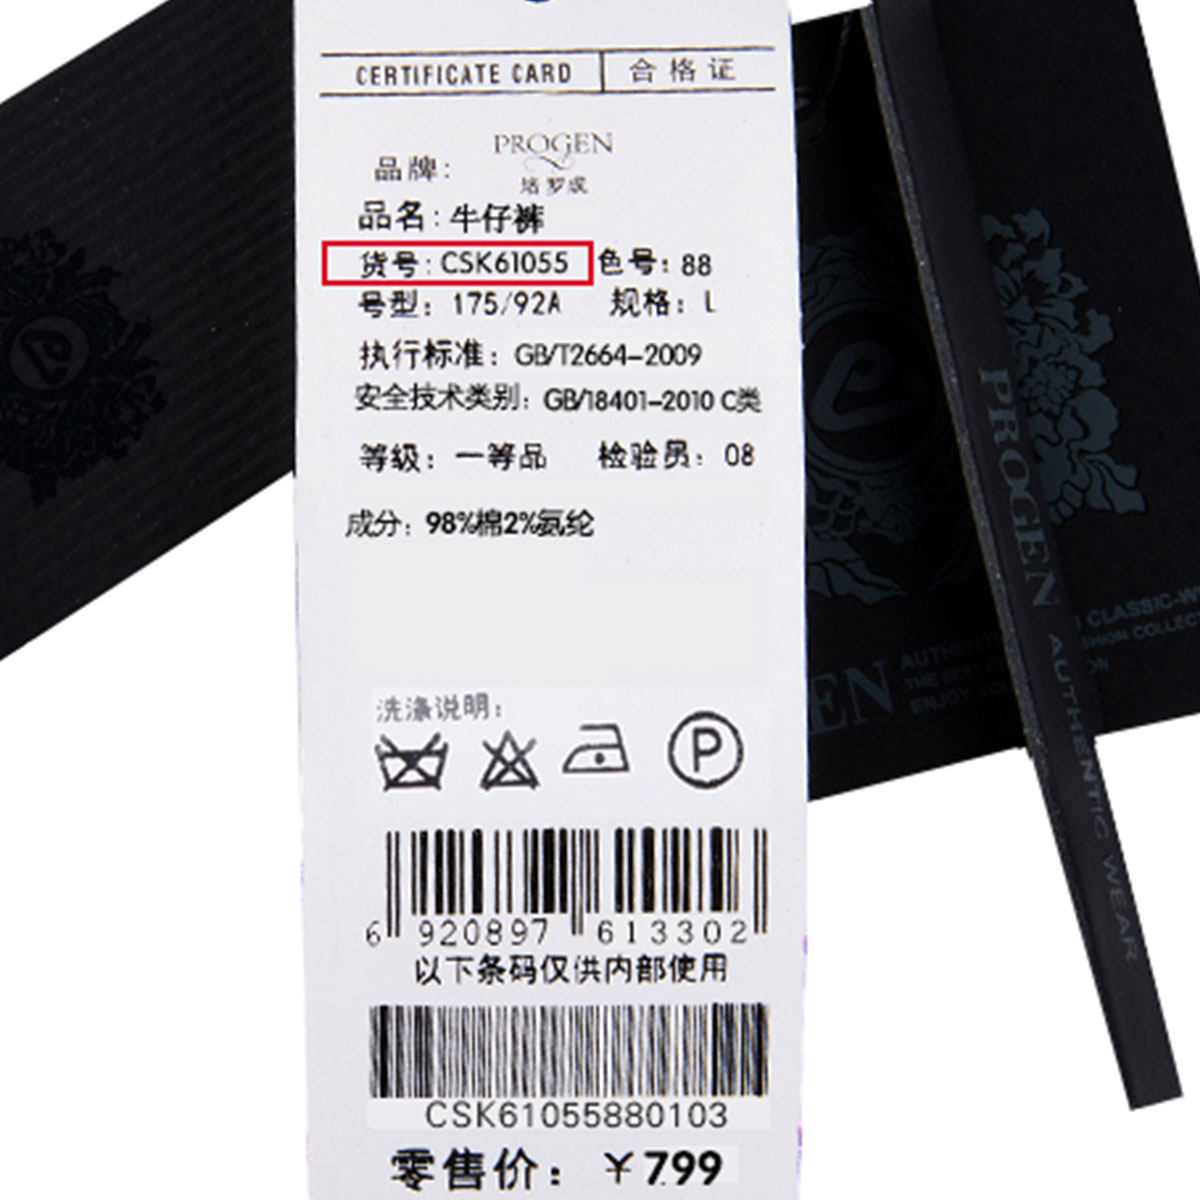 CERTIFICATE CARD 合格证
品牌: PROGEN
堵罗成
品名: 牛仔裤
货号: CSK61055 色号: 88
号型: 175/92A 规格: L
执行标准: GB/T2664-2009
安全技术类别: GB/18401-2010 C类
等级: 一等品 检验员: 08
成分: 98%棉2%氨纶
洗涤说明:
P
6 920897 613302
以下条码仅供内部使用
CSK61055880103
零售价: ¥799
PROGEN AUTHENTIC WEAR
CLASSIC-W